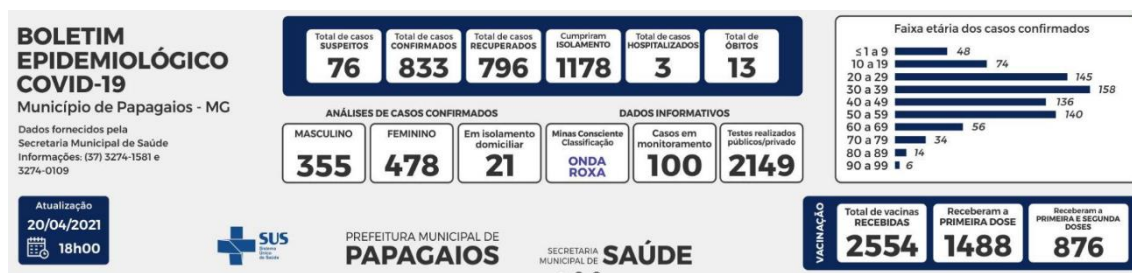 BOLETIM
EPIDEMIOLÓGICO
COVID-19
Município de Papagaios - MG
Dados fornecidos pela
Secretaria Municipal de Saúde
Informações: (37) 3274-1581 e
3274-0109
Atualização
20/04/2021
18h00
Total de casos
SUSPEITOS
76
Total de casos
CONFIRMADOS
833
Total de casos
RECUPERADOS
796
Cumpriram
ISOLAMENTO
1178
Total de casos
HOSPITALIZADOS
3
Total de
ÓBITOS
13
ANÁLISES DE CASOS CONFIRMADOS
MASCULINO
355
FEMININO
478
Em isolamento
domiciliar
21
DADOS INFORMATIVOS
Minas Consciente
Classificação
ONDA
ROXA
Casos em
monitoramento
100
Testes realizados
públicos/privado
2149
Faixa etária dos casos confirmados
≤1 a 9 48
10 a 19 74
20 a 29 145
30 a 39 158
40 a 49 136
50 a 59 140
60 a 69 56
70 a 79 34
80 a 89 14
90 a 99 6
SUS
Sistema
Único
de Saúde
PREFEITURA MUNICIPAL DE
PAPAGAIOS
SECRETARIA
MUNICIPAL DE SAÚDE
VACINAÇÃO
Total de vacinas
RECEBIDAS
2554
Receberam a
PRIMEIRA DOSE
1488
Receberam a
PRIMEIRA E SEGUNDA
DOSES
876